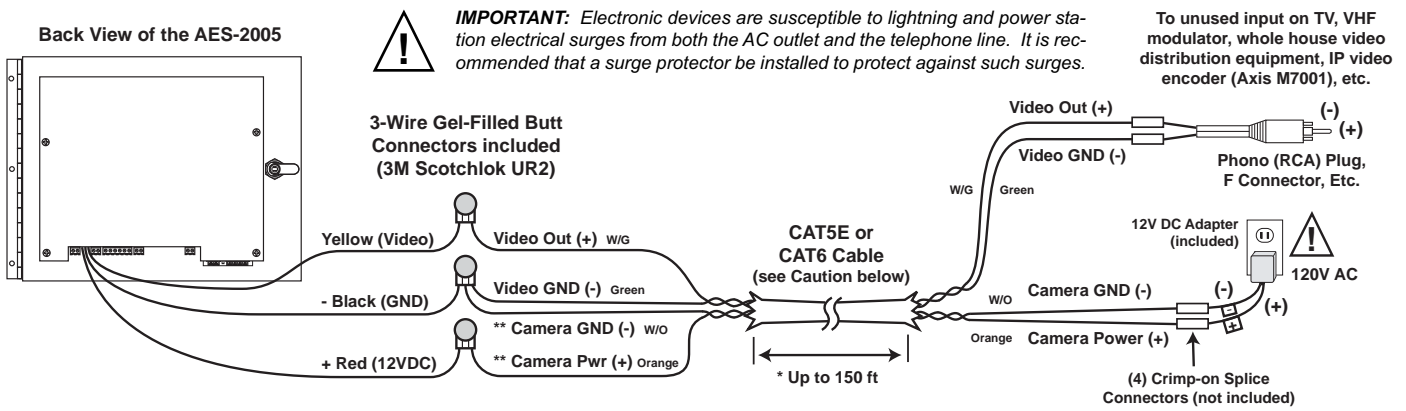 Back View of the AES-2005
IMPORTANT: Electronic devices are susceptible to lightning and power sta-
tion electrical surges from both the AC outlet and the telephone line. It is rec-
ommended that a surge protector be installed to protect against such surges.
!
To unused input on TV, VHF
modulator, whole house video
distribution equipment, IP video
encoder (Axis M7001), etc.
3-Wire Gel-Filled Butt
Connectors included
(3M Scotchlok UR2)
Video Out (+)
Video GND (-)
(-)
(+)
Phono (RCA) Plug,
F Connector, Etc.
W/G
Green
Yellow (Video)
Video Out (+) W/G
CAT5E or
CAT6 Cable
(see Caution below)
12V DC Adapter
(included)
!
120V AC
- Black (GND)
Video GND (-) Green
** Camera GND (-) W/O
W/O
Camera GND (-)
(-)
(+)
-
+
+ Red (12VDC)
** Camera Pwr (+) Orange
Orange
Camera Power (+)
* Up to 150 ft
(4) Crimp-on Splice
Connectors (not included)